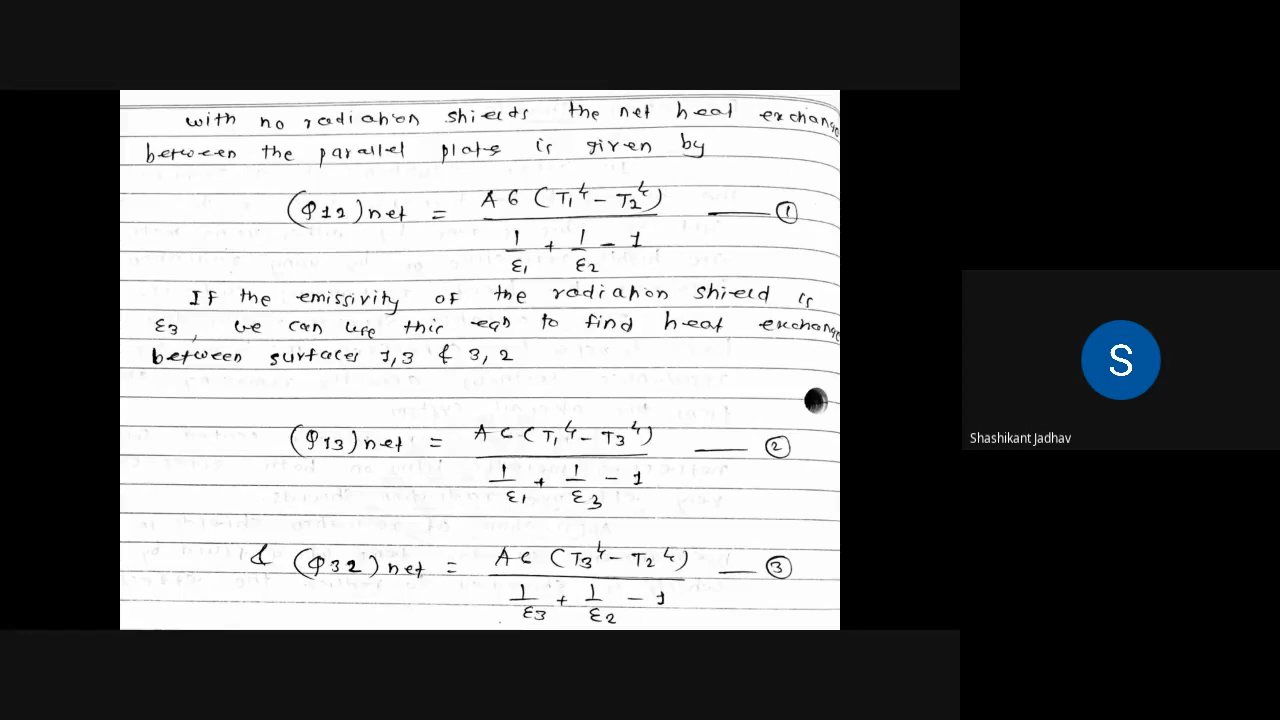 with no radiation shields the net heat exchange
between the parallel plate is given by
(Q12)net = Aσ(T₁⁴ - T₂⁴) / (1/ε₁ + 1/ε₂ - 1) —— ①
If the emissivity of the radiation shield is
ε3, we can use this eqn to find heat exchange
between surfaces 1,3 & 3,2
(Q13)net = Aσ(T₁⁴ - T₃⁴) / (1/ε₁ + 1/ε₃ - 1) —— ②
& (Q32)net = Aσ(T₃⁴ - T₂⁴) / (1/ε₃ + 1/ε₂ - 1) —— ③
S
Shashikant Jadhav